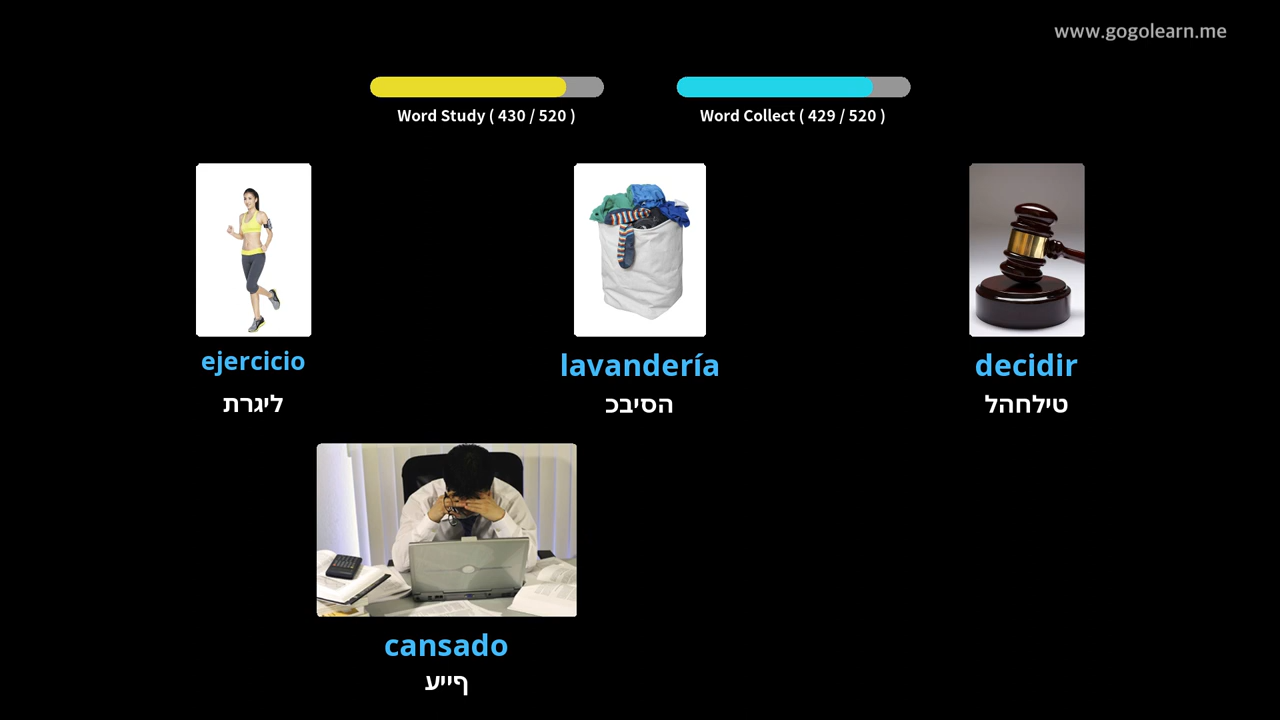 www.gogolearn.me
Word Study ( 430 / 520 )
Word Collect ( 429 / 520 )
ejercicio
ליגרת
lavandería
הסיבכ
decidir
טילחהל
cansado
ףייע